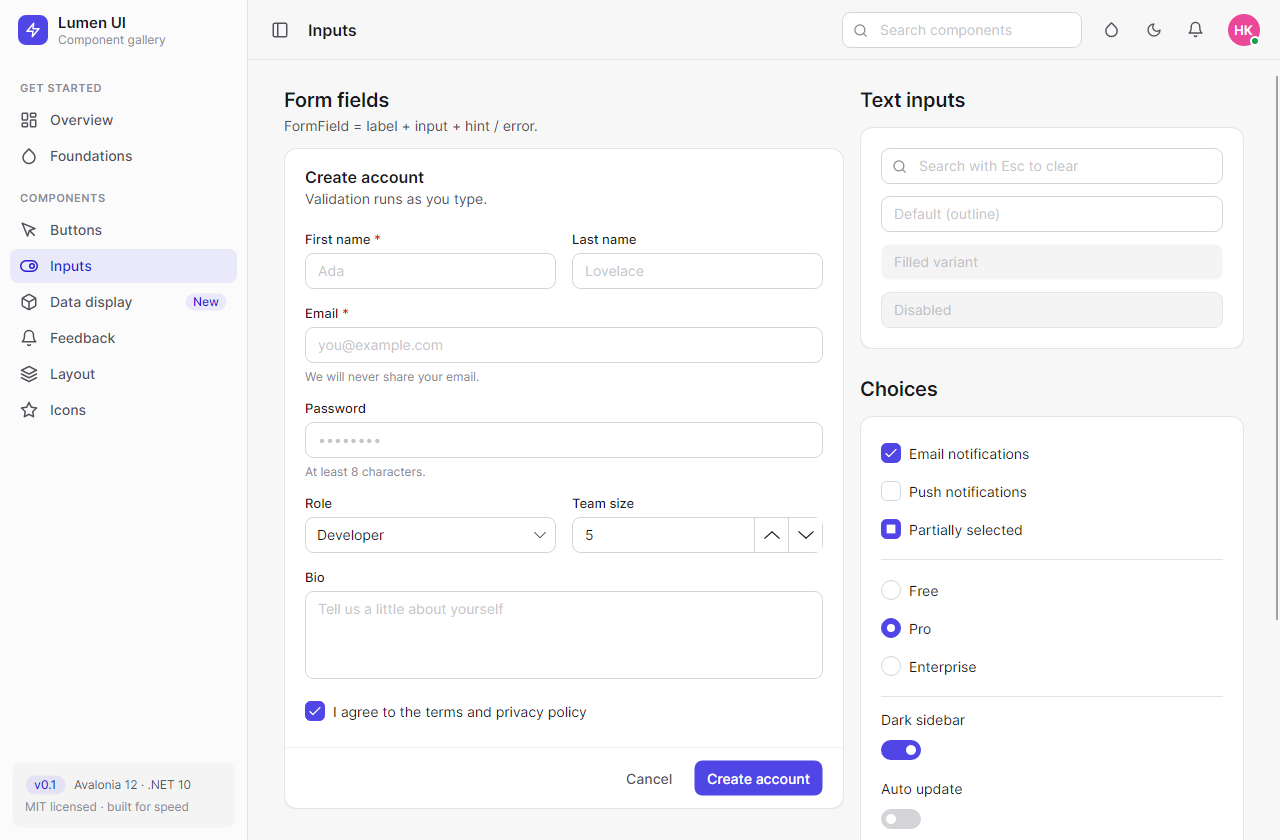 Lumen UI
Component gallery
GET STARTED
Overview
Foundations
COMPONENTS
Buttons
Inputs
Data display New
Feedback
Layout
Icons
v0.1 Avalonia 12 · .NET 10
MIT licensed · built for speed
Inputs
Search components
HK
Form fields
FormField = label + input + hint / error.
Create account
Validation runs as you type.
First name * Last name
Ada Lovelace
Email *
you@example.com
We will never share your email.
Password
••••••••
At least 8 characters.
Role Team size
Developer 5
Bio
Tell us a little about yourself
I agree to the terms and privacy policy
Cancel Create account
Text inputs
Search with Esc to clear
Default (outline)
Filled variant
Disabled
Choices
Email notifications
Push notifications
Partially selected
Free
Pro
Enterprise
Dark sidebar
Auto update